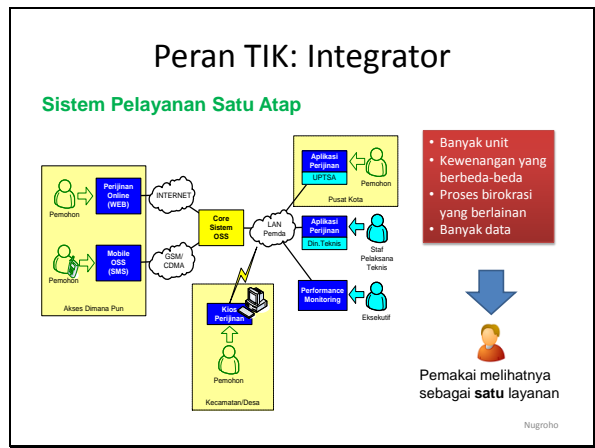 Peran TIK: Integrator
Sistem Pelayanan Satu Atap
Pemohon
Perijinan
Online
(WEB)
INTERNET
Pemohon
Mobile
OSS
(SMS)
GSM/
CDMA
Akses Dimana Pun
Core
Sistem
OSS
LAN
Pemda
Aplikasi
Perijinan
UPTSA
Pemohon
Pusat Kota
Aplikasi
Perijinan
Din.Teknis
Staf
Pelaksana
Teknis
Performance
Monitoring
Eksekutif
Kios
Perijinan
Pemohon
Kecamatan/Desa
• Banyak unit
• Kewenangan yang
berbeda-beda
• Proses birokrasi
yang berlainan
• Banyak data
Pemakai melihatnya
sebagai satu layanan
Nugroho